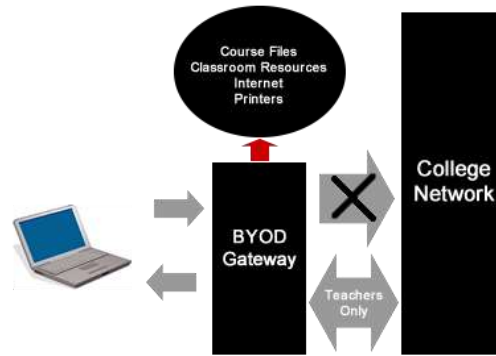 Course Files
Classroom Resources
Internet
Printers
College
Network
BYOD
Gateway
Teachers
Only